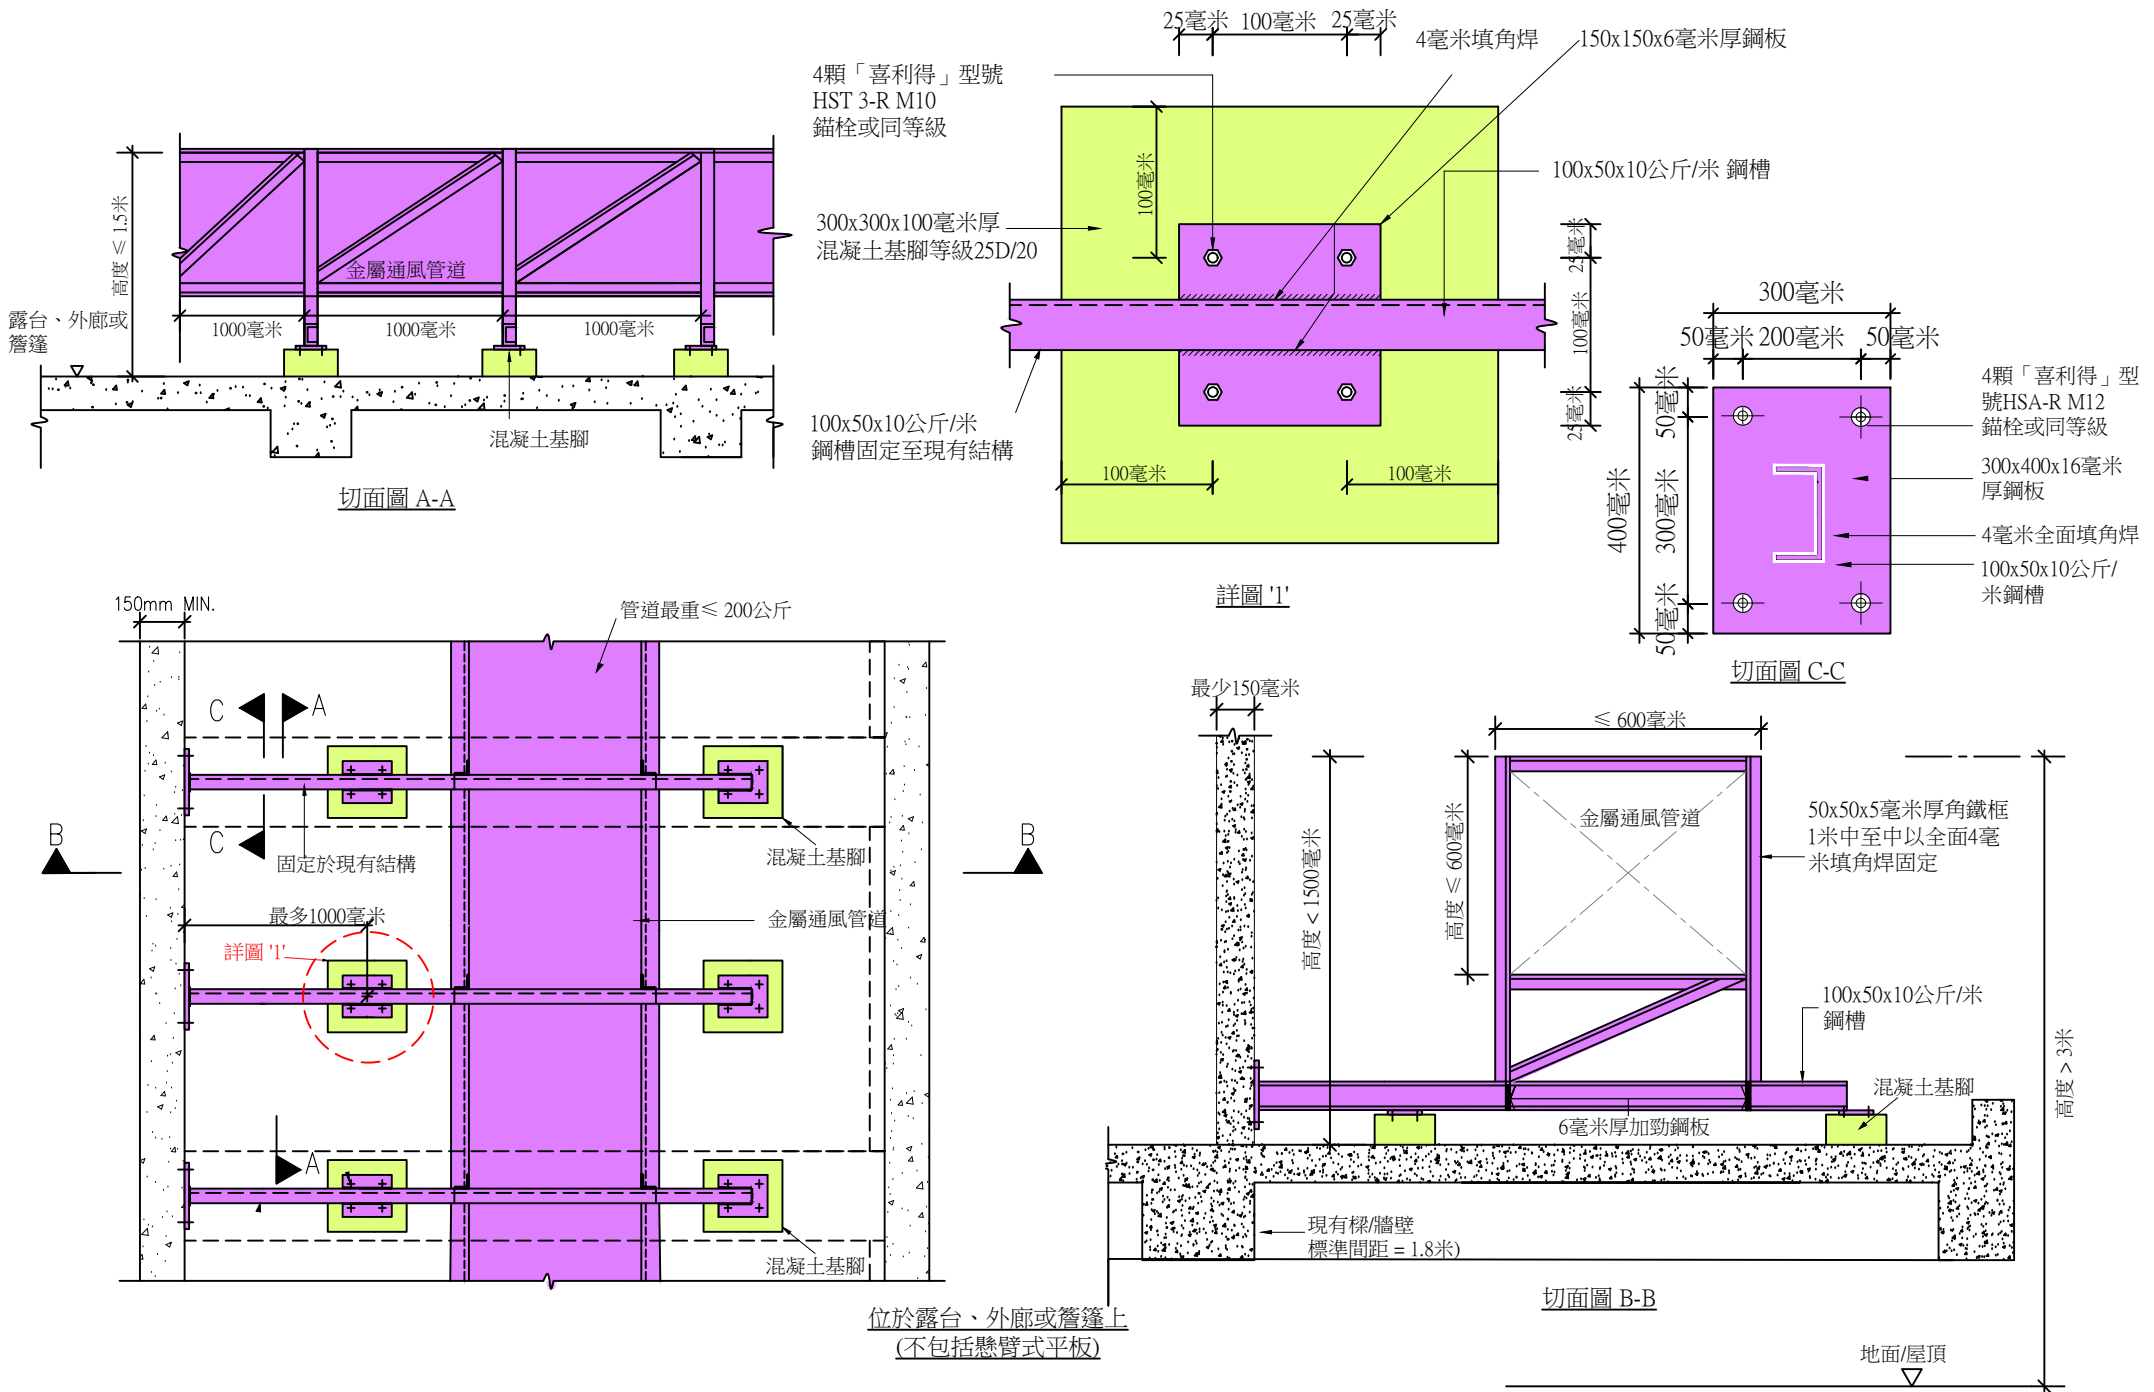 高度 ≤ 1.5米
金屬通風管道
1000毫米
1000毫米
1000毫米
露台、外廊或
簷篷
混凝土基腳
切面圖 A-A
25毫米
100毫米
25毫米
4毫米填角焊
150x150x6毫米厚鋼板
4顆「喜利得」型號
HST 3-R M10
錨栓或同等級
100毫米
100x50x10公斤/米 鋼槽
300x300x100毫米厚
混凝土基腳等級25D/20
25毫米
100毫米
25毫米
100x50x10公斤/米
鋼槽固定至現有結構
100毫米
100毫米
詳圖 '1'
300毫米
50毫米
200毫米
50毫米
50毫米
300毫米
50毫米
400毫米
4顆「喜利得」型
號HSA-R M12
錨栓或同等級
300x400x16毫米
厚鋼板
4毫米全面填角焊
100x50x10公斤/
米鋼槽
切面圖 C-C
150mm MIN.
管道最重≤ 200公斤
C
A
C
B
B
固定於現有結構
混凝土基腳
最多1000毫米
詳圖 '1'
金屬通風管道
A
混凝土基腳
位於露台、外廊或簷篷上
(不包括懸臂式平板)
最少150毫米
≤ 600毫米
高度 < 1500毫米
高度 ≤ 600毫米
金屬通風管道
50x50x5毫米厚角鐵框
1米中至中以全面4毫
米填角焊固定
100x50x10公斤/米
鋼槽
混凝土基腳
6毫米厚加勁鋼板
高度 > 3米
現有樑/牆壁
標準間距 = 1.8米)
切面圖 B-B
地面/屋頂